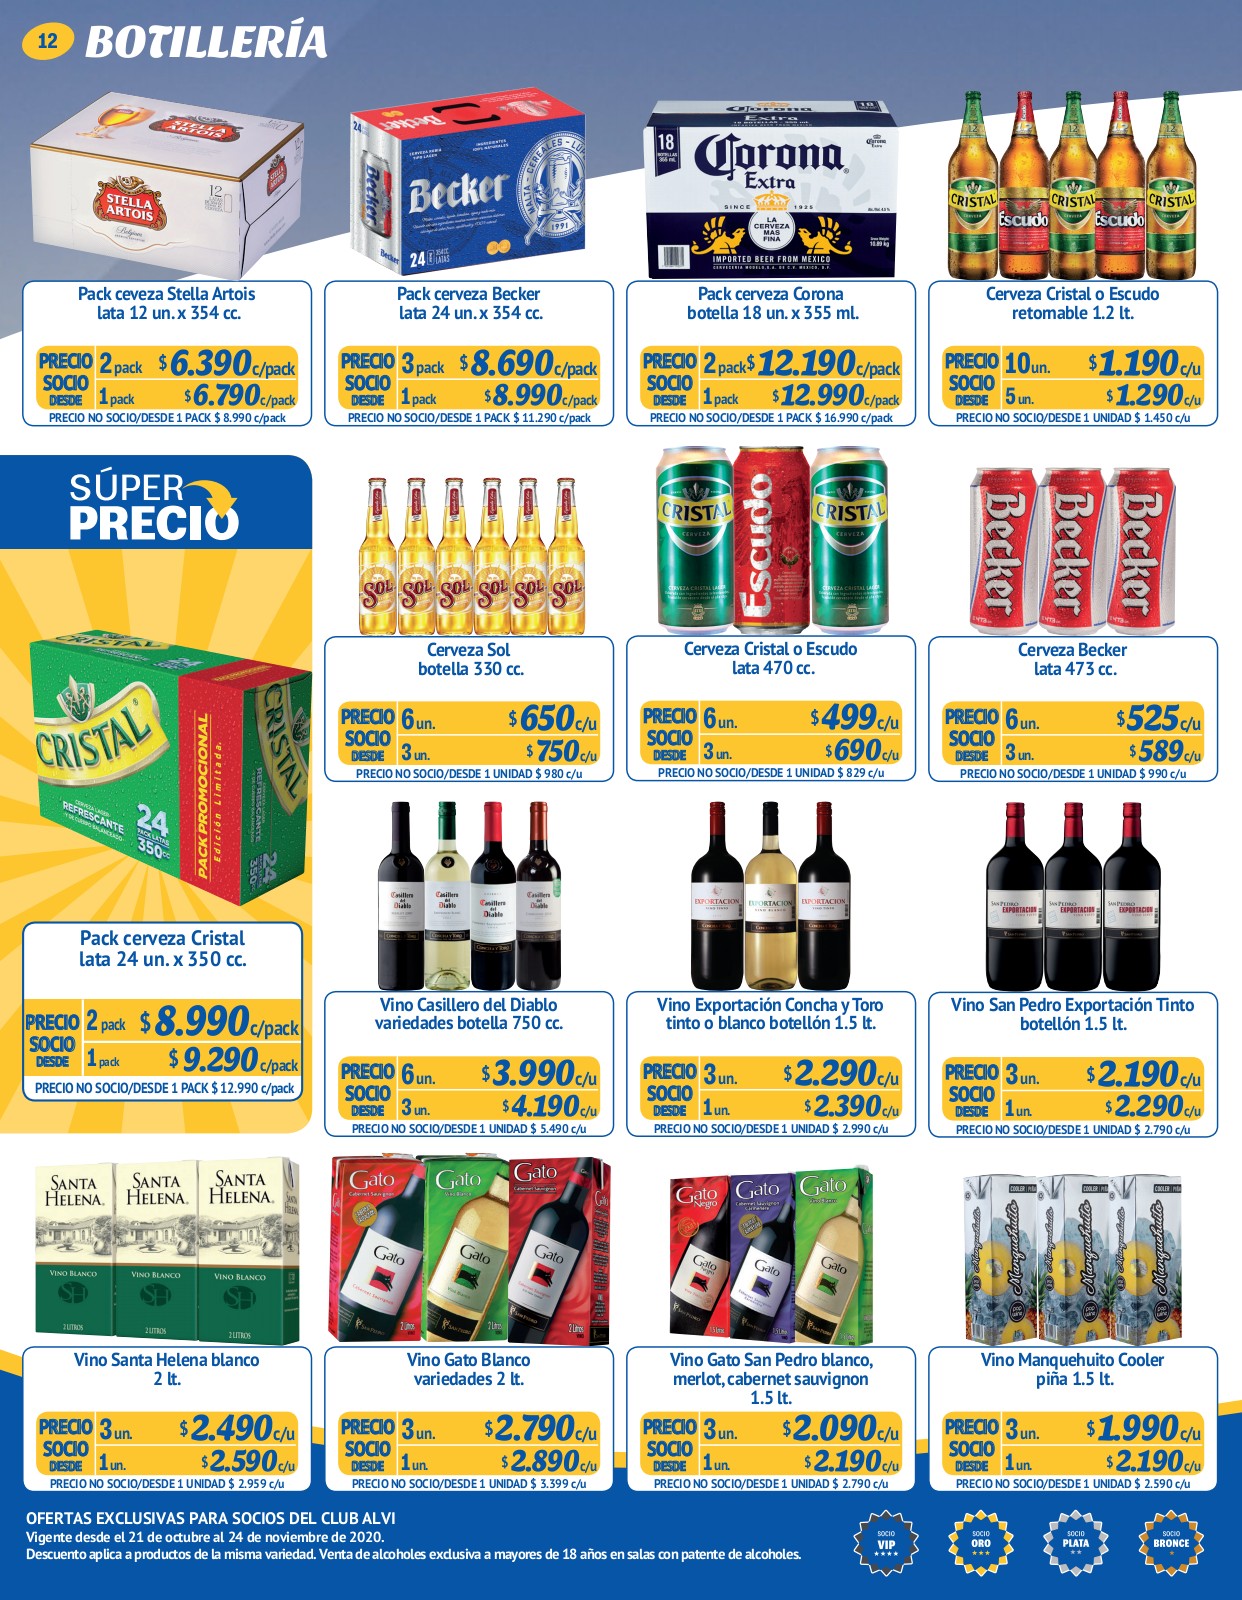 12 BOTILLERÍA
Pack ceveza Stella Artois
lata 12 un. x 354 cc.
PRECIO SOCIO DESDE
2 pack $6.390 c/pack
1 pack $6.790 c/pack
PRECIO NO SOCIO/DESDE 1 PACK $ 8.990 c/pack
Pack cerveza Becker
lata 24 un. x 354 cc.
PRECIO SOCIO DESDE
3 pack $8.690 c/pack
1 pack $8.990 c/pack
PRECIO NO SOCIO/DESDE 1 PACK $ 11.290 c/pack
Pack cerveza Corona
botella 18 un. x 355 ml.
PRECIO SOCIO DESDE
2 pack $12.190 c/pack
1 pack $12.990 c/pack
PRECIO NO SOCIO/DESDE 1 PACK $ 16.990 c/pack
Cerveza Cristal o Escudo
retornable 1.2 lt.
PRECIO SOCIO DESDE
10 un. $1.190 c/u
5 un. $1.290 c/u
PRECIO NO SOCIO/DESDE 1 UNIDAD $ 1.450 c/u
SÚPER
PRECIO
CRISTAL
CERVEZA LAGER
REFRESCANTE
Y DE CUERPO BALANCEADO
24
PACK LATAS
350CC
PACK PROMOCIONAL
Edición Limitada.
Pack cerveza Cristal
lata 24 un. x 350 cc.
PRECIO SOCIO DESDE
2 pack $8.990 c/pack
1 pack $9.290 c/pack
PRECIO NO SOCIO/DESDE 1 PACK $ 12.990 c/pack
Cerveza Sol
botella 330 cc.
PRECIO SOCIO DESDE
6 un. $650 c/u
3 un. $750 c/u
PRECIO NO SOCIO/DESDE 1 UNIDAD $ 980 c/u
Cerveza Cristal o Escudo
lata 470 cc.
PRECIO SOCIO DESDE
6 un. $499 c/u
3 un. $690 c/u
PRECIO NO SOCIO/DESDE 1 UNIDAD $ 829 c/u
Cerveza Becker
lata 473 cc.
PRECIO SOCIO DESDE
6 un. $525 c/u
3 un. $589 c/u
PRECIO NO SOCIO/DESDE 1 UNIDAD $ 990 c/u
Vino Casillero del Diablo
variedades botella 750 cc.
PRECIO SOCIO DESDE
6 un. $3.990 c/u
3 un. $4.190 c/u
PRECIO NO SOCIO/DESDE 1 UNIDAD $ 5.490 c/u
Vino Exportación Concha y Toro
tinto o blanco botellón 1.5 lt.
PRECIO SOCIO DESDE
3 un. $2.290 c/u
1 un. $2.390 c/u
PRECIO NO SOCIO/DESDE 1 UNIDAD $ 2.990 c/u
Vino San Pedro Exportación Tinto
botellón 1.5 lt.
PRECIO SOCIO DESDE
3 un. $2.190 c/u
1 un. $2.290 c/u
PRECIO NO SOCIO/DESDE 1 UNIDAD $ 2.790 c/u
Vino Santa Helena blanco
2 lt.
PRECIO SOCIO DESDE
3 un. $2.490 c/u
1 un. $2.590 c/u
PRECIO NO SOCIO/DESDE 1 UNIDAD $ 2.959 c/u
Vino Gato Blanco
variedades 2 lt.
PRECIO SOCIO DESDE
3 un. $2.790 c/u
1 un. $2.890 c/u
PRECIO NO SOCIO/DESDE 1 UNIDAD $ 3.399 c/u
Vino Gato San Pedro blanco,
merlot, cabernet sauvignon
1.5 lt.
PRECIO SOCIO DESDE
3 un. $2.090 c/u
1 un. $2.190 c/u
PRECIO NO SOCIO/DESDE 1 UNIDAD $ 2.790 c/u
Vino Manquehuito Cooler
piña 1.5 lt.
PRECIO SOCIO DESDE
3 un. $1.990 c/u
1 un. $2.190 c/u
PRECIO NO SOCIO/DESDE 1 UNIDAD $ 2.590 c/u
OFERTAS EXCLUSIVAS PARA SOCIOS DEL CLUB ALVI
Vigente desde el 21 de octubre al 24 de noviembre de 2020.
Descuento aplica a productos de la misma variedad. Venta de alcoholes exclusiva a mayores de 18 años en salas con patente de alcoholes.
SOCIO VIP
SOCIO ORO
SOCIO PLATA
SOCIO BRONCE